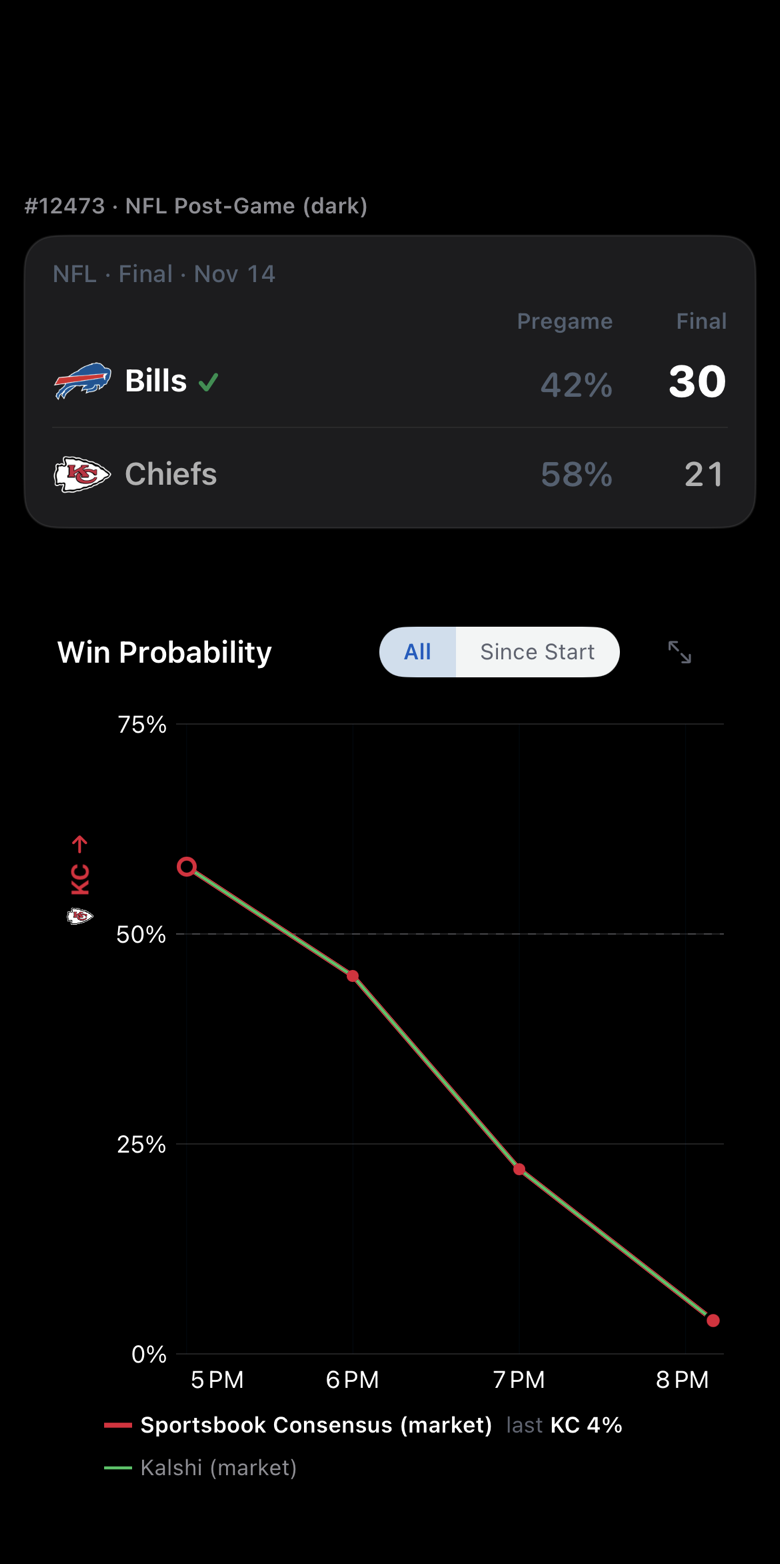 #12473 · NFL Post-Game (dark)
NFL · Final · Nov 14
Pregame Final
Bills ✓ 42% 30
KC Chiefs 58% 21
Win Probability All Since Start
75%
KC →
KC
50%
25%
0%
5 PM 6 PM 7 PM 8 PM
Sportsbook Consensus (market) last KC 4%
Kalshi (market)